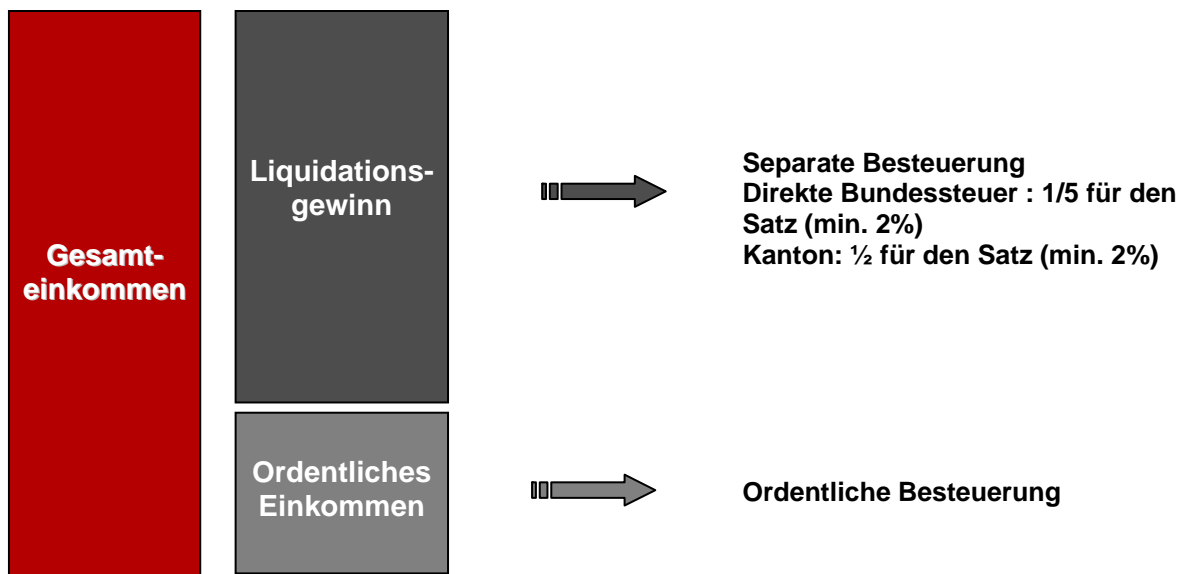 Gesamt-
einkommen
Liquidations-
gewinn
Separate Besteuerung
Direkte Bundessteuer : 1/5 für den
Satz (min. 2%)
Kanton: ½ für den Satz (min. 2%)
Ordentliches
Einkommen
Ordentliche Besteuerung